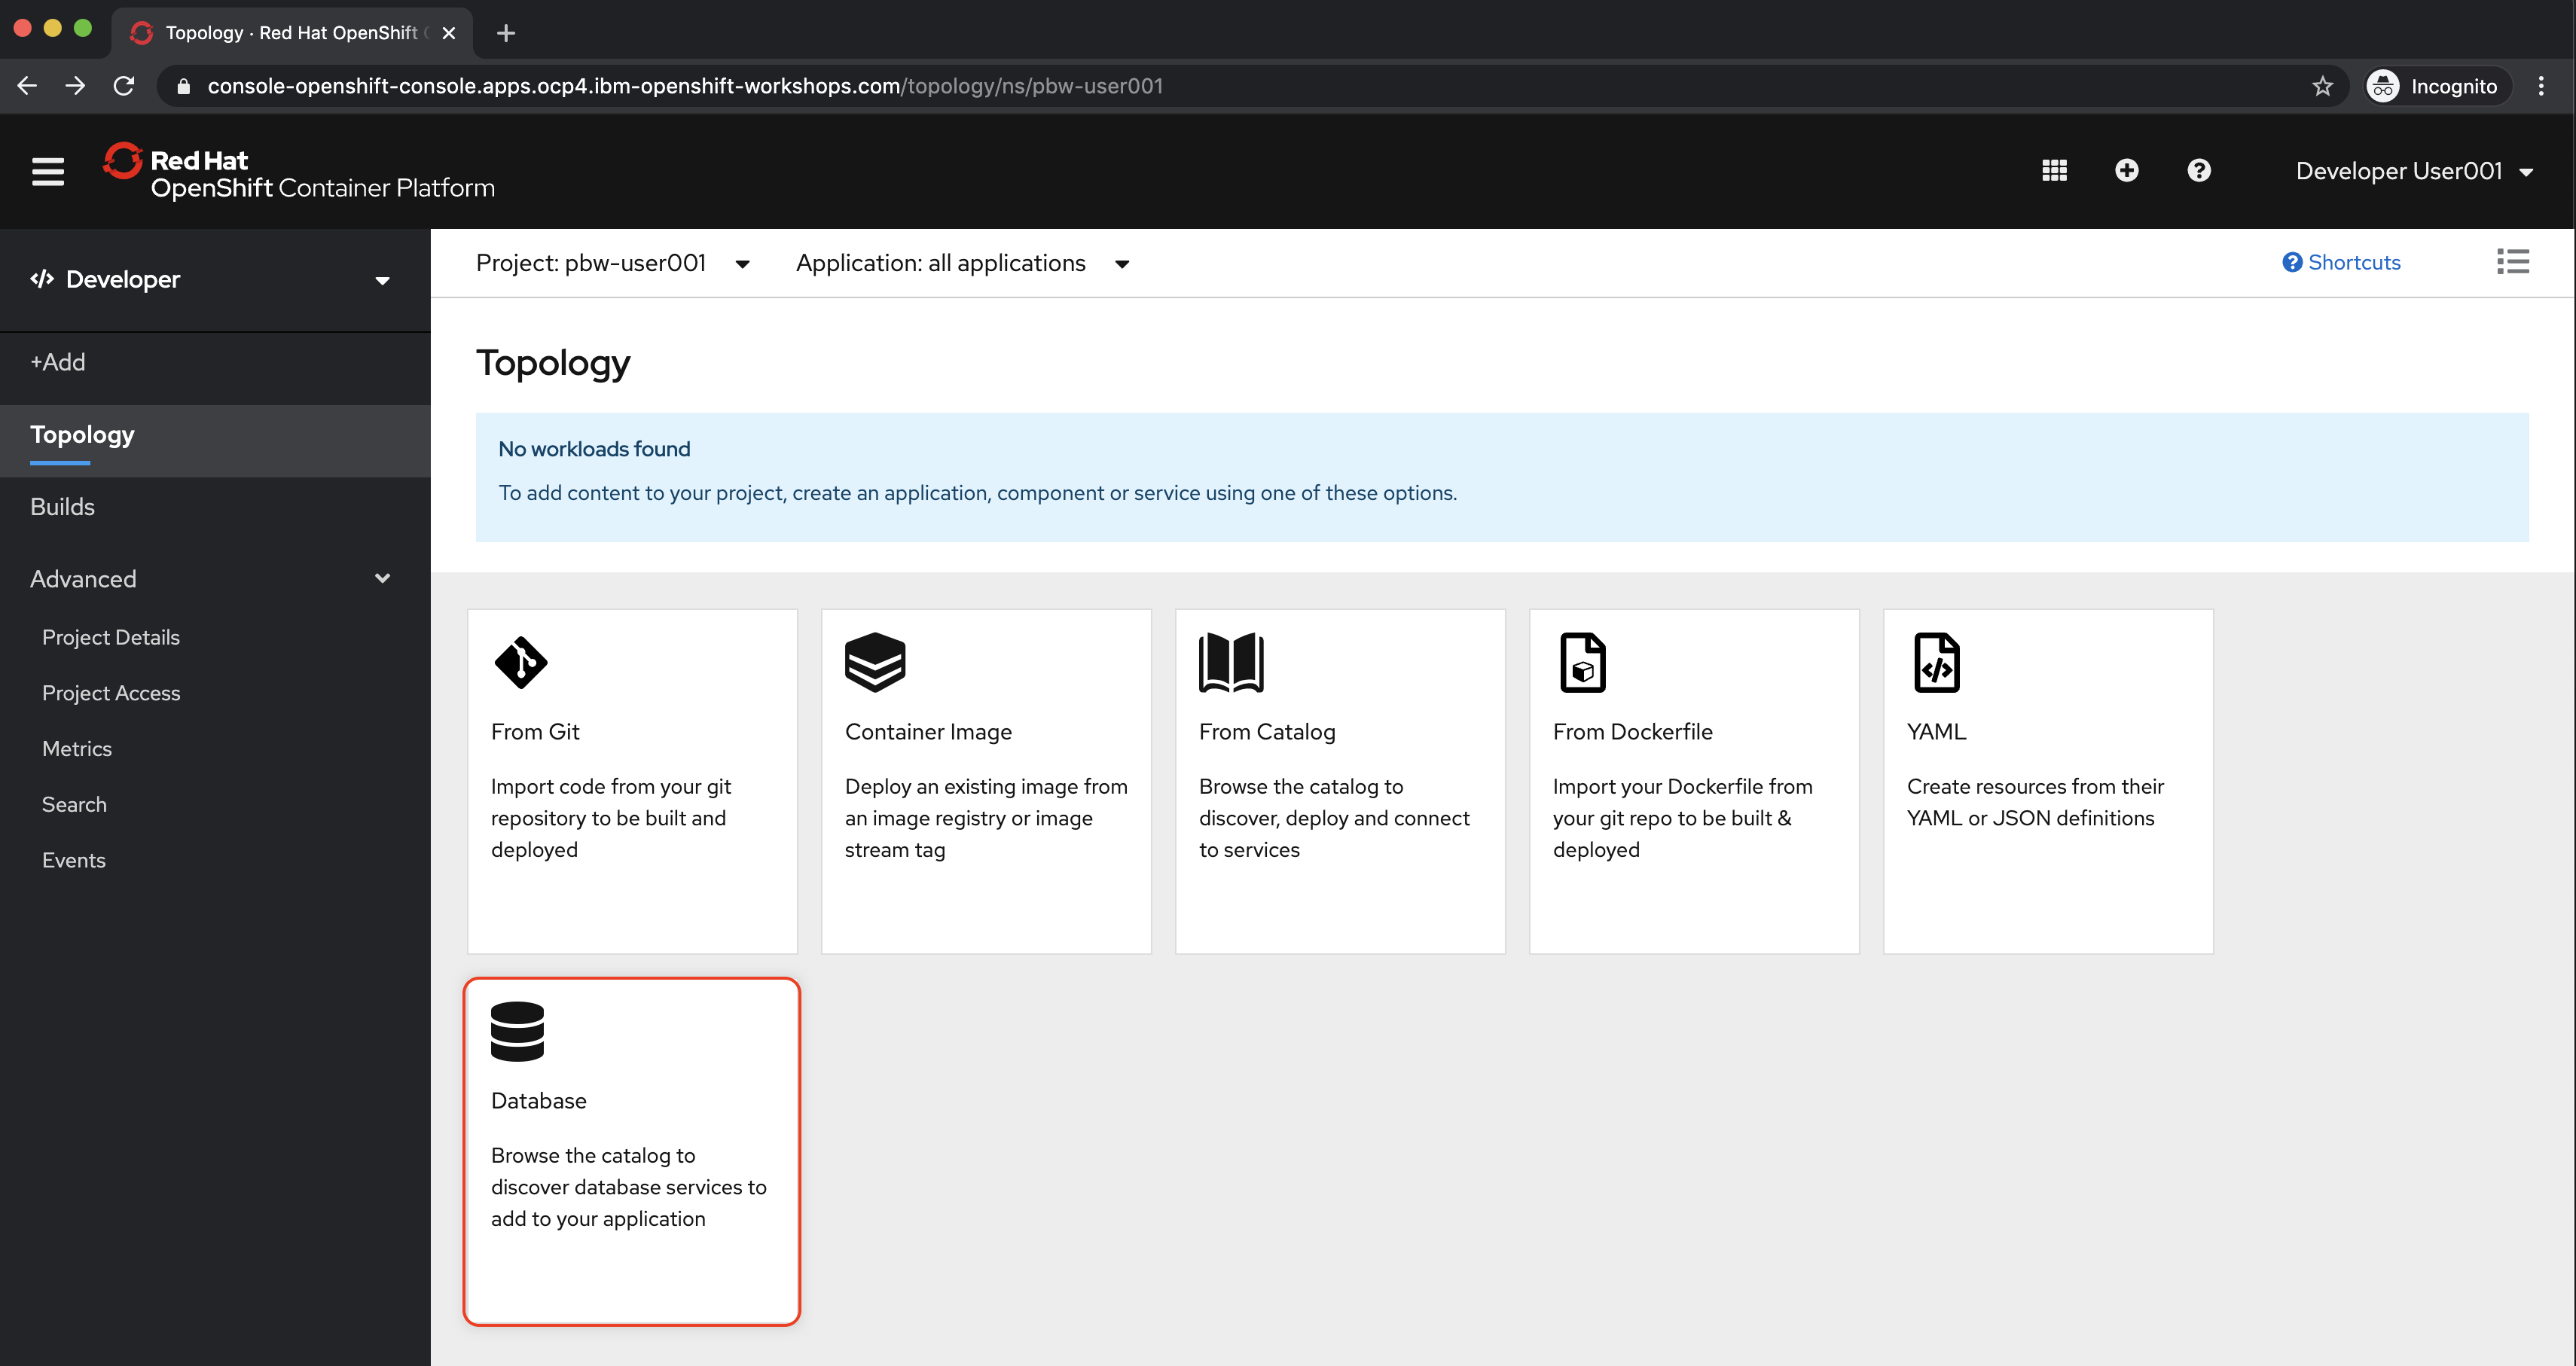 Topology · Red Hat OpenShift
console-openshift-console.apps.ocp4.ibm-openshift-workshops.com/topology/ns/pbw-user001
Incognito
Red Hat
OpenShift Container Platform
Developer User001
Developer
+Add
Topology
Builds
Advanced
Project Details
Project Access
Metrics
Search
Events
Project: pbw-user001
Application: all applications
Shortcuts
Topology
No workloads found
To add content to your project, create an application, component or service using one of these options.
From Git
Import code from your git
repository to be built and
deployed
Container Image
Deploy an existing image from
an image registry or image
stream tag
From Catalog
Browse the catalog to
discover, deploy and connect
to services
From Dockerfile
Import your Dockerfile from
your git repo to be built &
deployed
YAML
Create resources from their
YAML or JSON definitions
Database
Browse the catalog to
discover database services to
add to your application